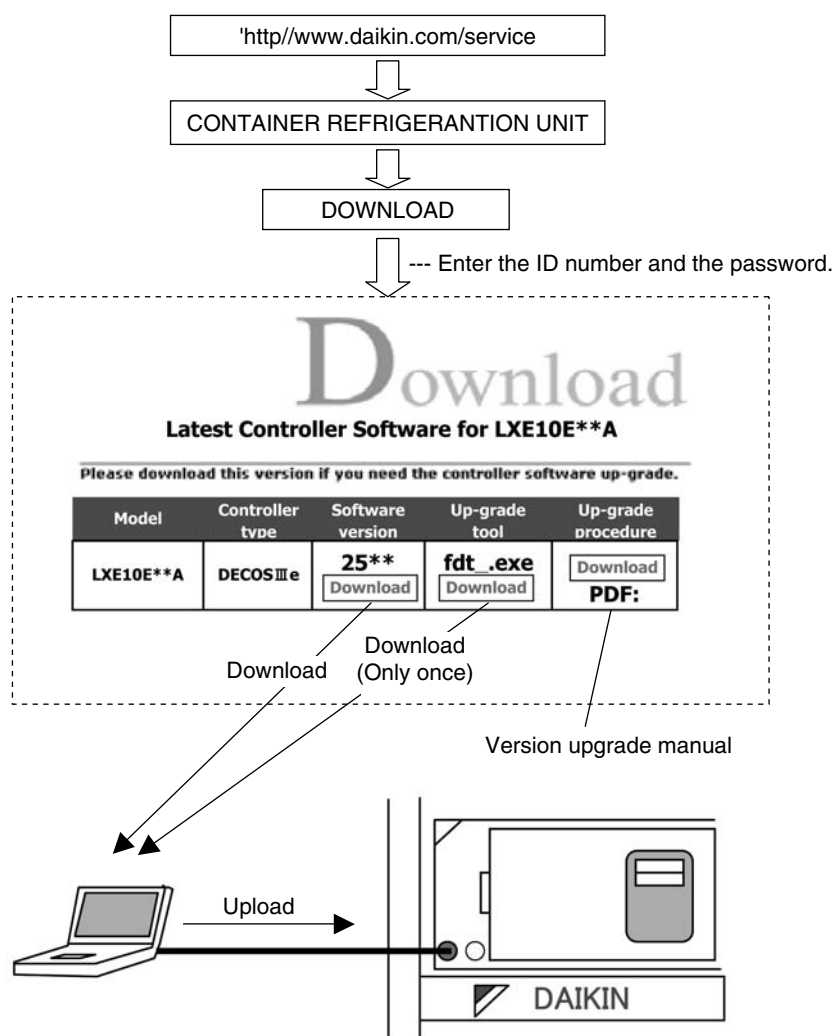 'http//www.daikin.com/service
CONTAINER REFRIGERANTION UNIT
DOWNLOAD
--- Enter the ID number and the password.
Download
Latest Controller Software for LXE10E**A
Please download this version if you need the controller software up-grade.
Model Controller type Software version Up-grade tool Up-grade procedure
LXE10E**A DECOSⅢe 25** Download fdt_.exe Download Download PDF:
Download
Download
(Only once)
Version upgrade manual
Upload
DAIKIN